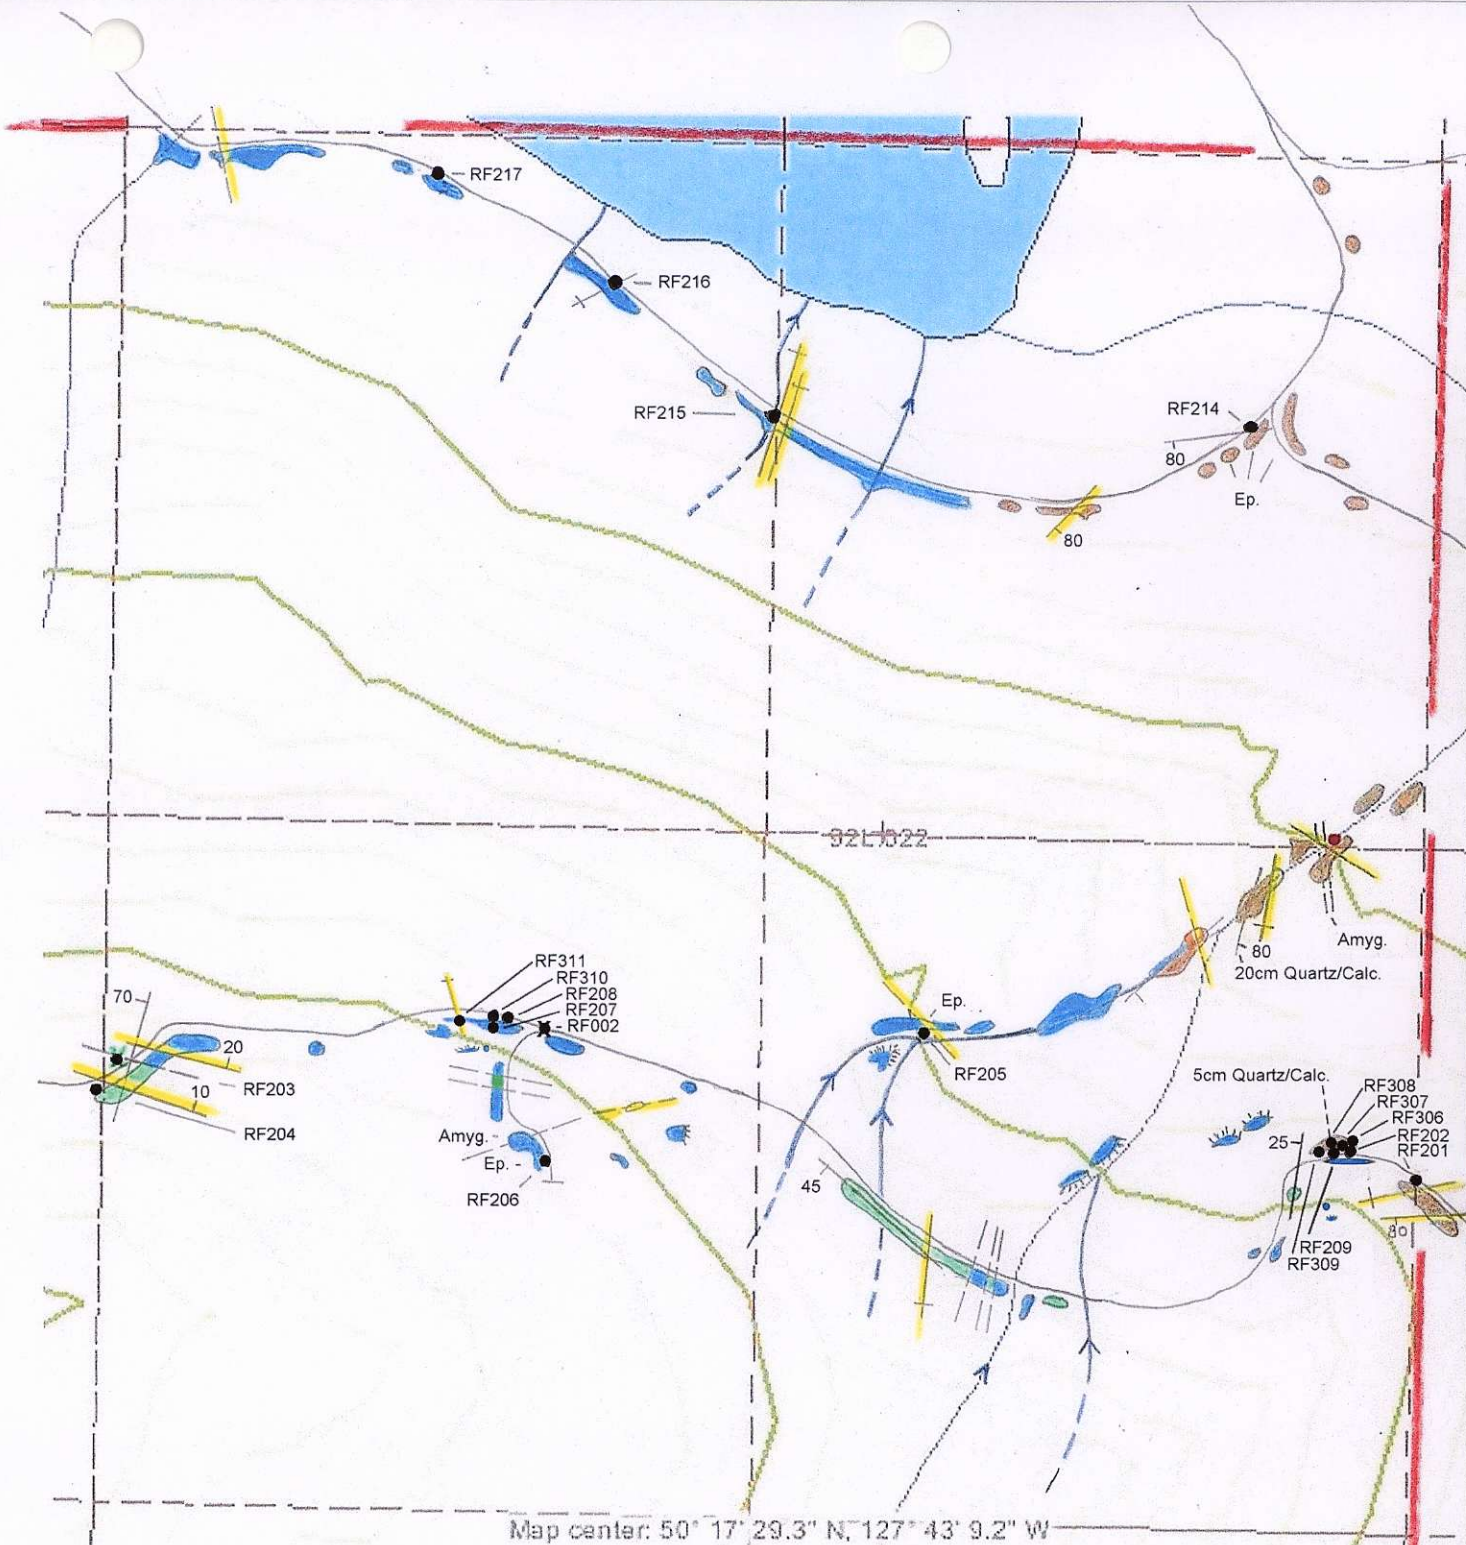 RF217
RF216
RF215
RF214
80
Ep.
80
92L/022
Amyg.
80
20cm Quartz/Calc.
RF311
RF310
RF208
RF207
RF002
70
20
RF203
10
RF204
Ep.
RF205
Amyg.
Ep.
RF206
45
5cm Quartz/Calc.
RF308
RF307
RF306
RF202
RF201
25
80
RF209
RF309
Map center: 50° 17' 29.3" N, 127° 43' 9.2" W